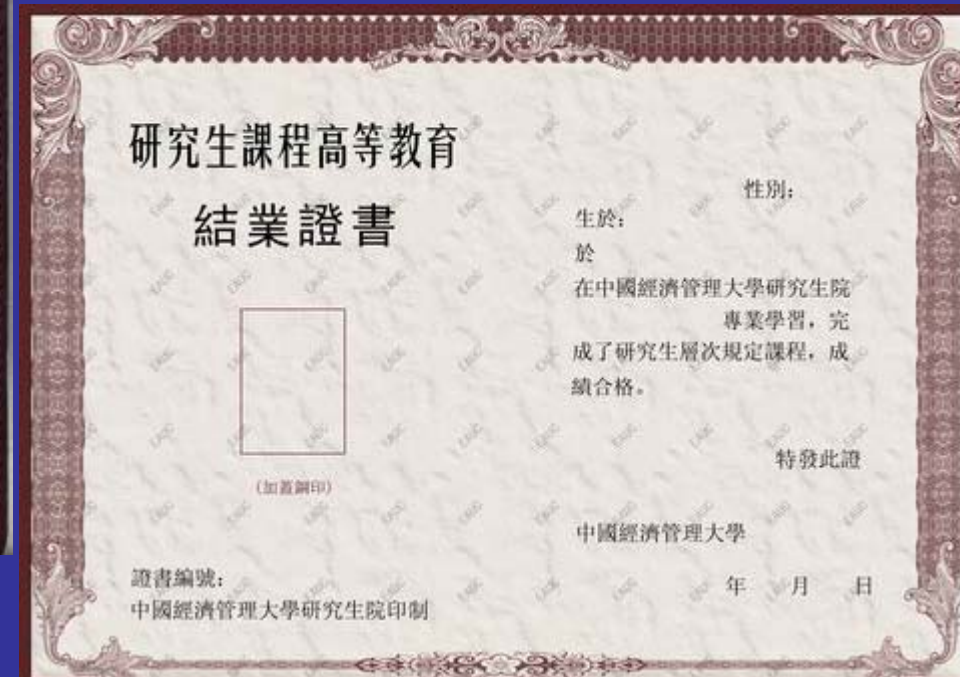 研究生課程高等教育
結業證書
(加蓋鋼印)
證書編號:
中國經濟管理大學研究生院印制
性別:
生於:
於
在中國經濟管理大學研究生院
專業學習，完
成了研究生層次規定課程，成
績合格。
特發此證
中國經濟管理大學
年 月 日